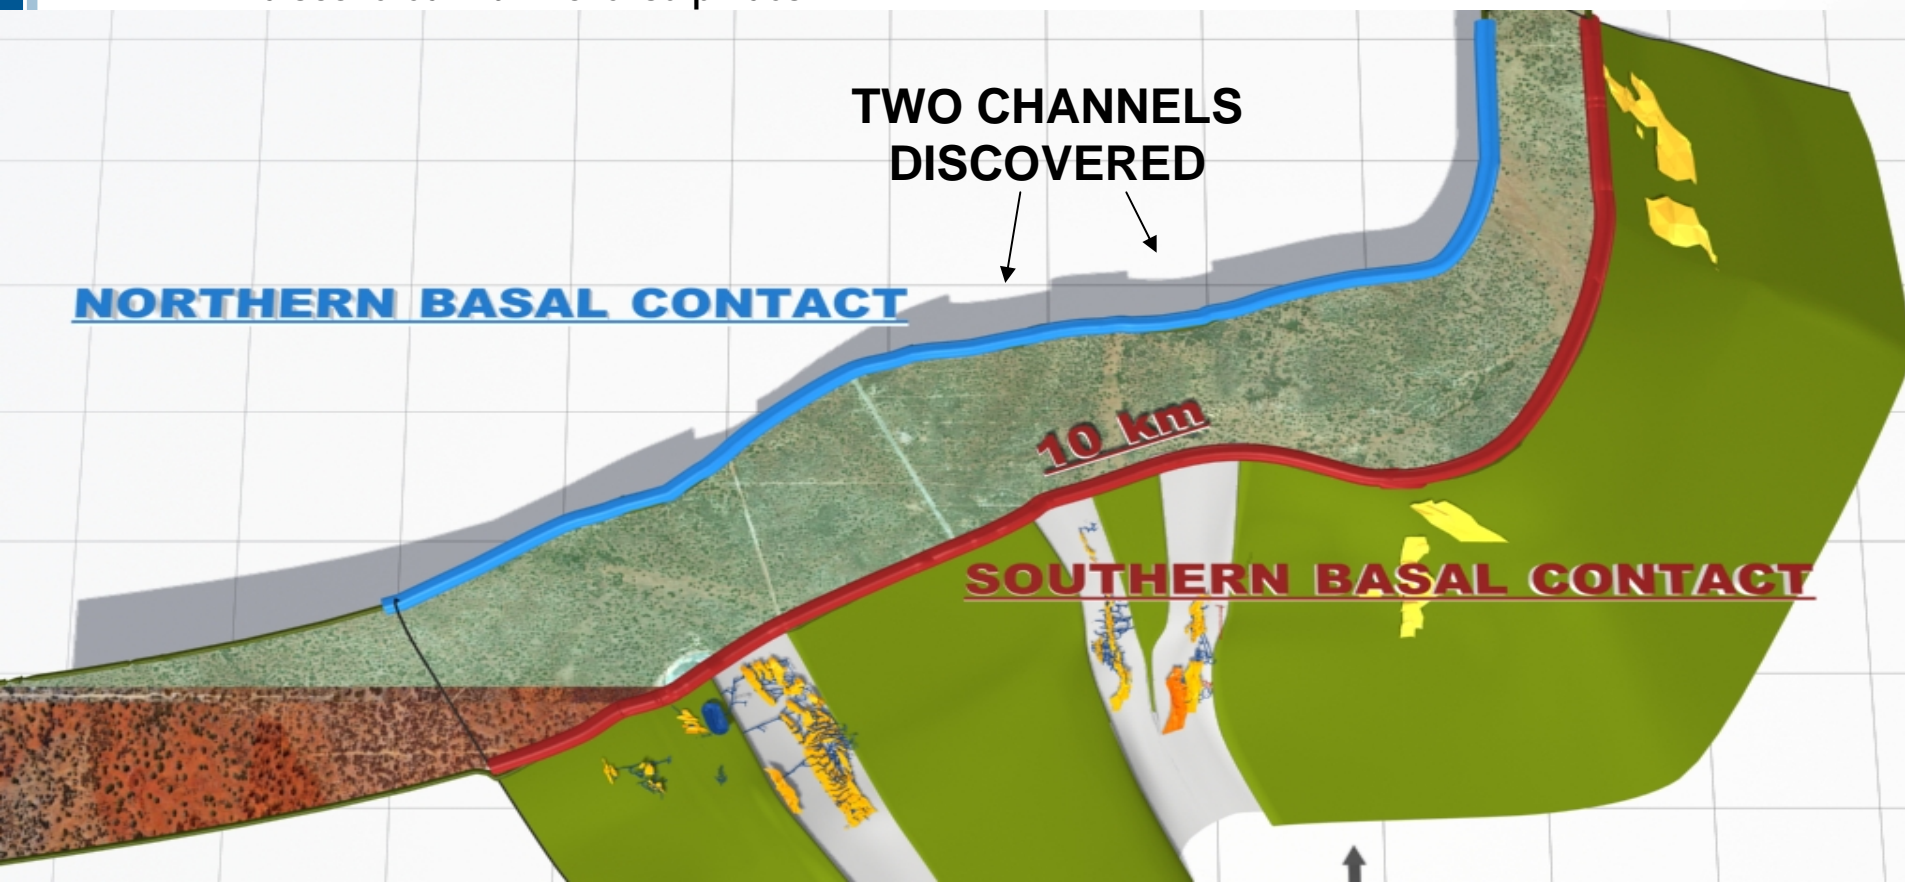 TWO CHANNELS
DISCOVERED
NORTHERN BASAL CONTACT
10 km
SOUTHERN BASAL CONTACT